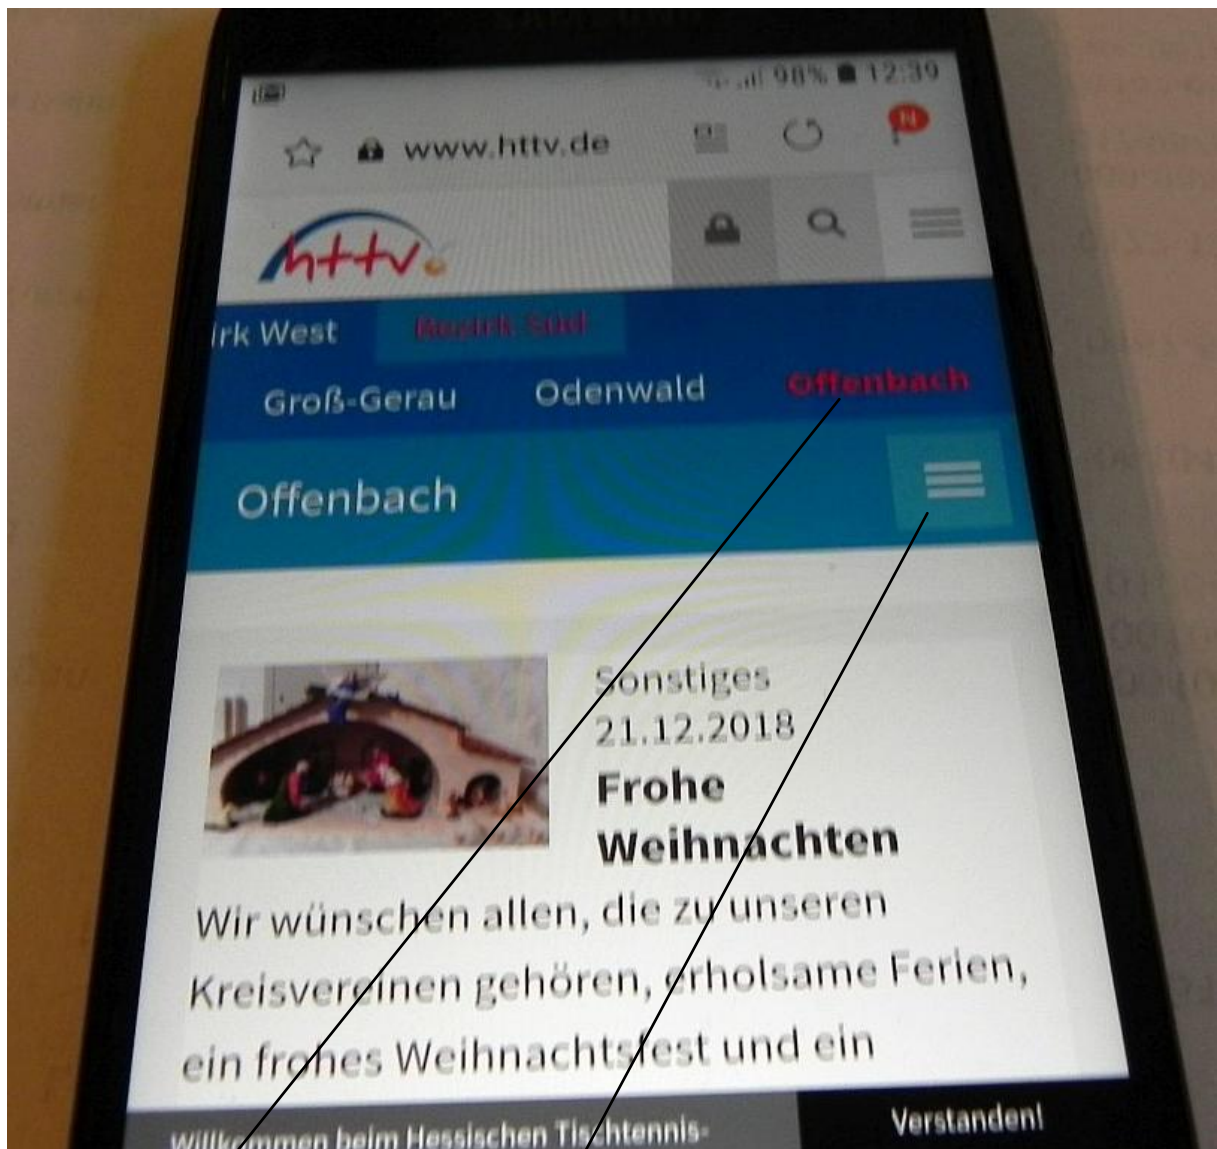 98% 12:39
www.httv.de
N
httv
irk West Bezirk Süd
Groß-Gerau Odenwald Offenbach
Offenbach
Sonstiges
21.12.2018
Frohe
Weihnachten
Wir wünschen allen, die zu unseren
Kreisvereinen gehören, erholsame Ferien,
ein frohes Weihnachtsfest und ein
Willkommen beim Hessischen Tischtennis-
Verstanden!